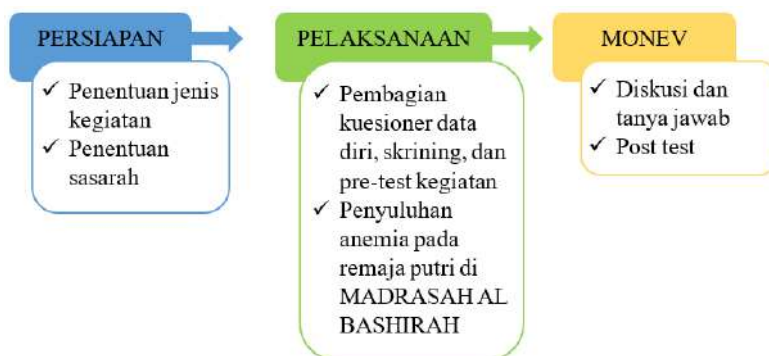 PERSIAPAN
✓ Penentuan jenis
kegiatan
✓ Penentuan
sasarah
PELAKSANAAN
✓ Pembagian
kuesioner data
diri, skrining, dan
pre-test kegiatan
✓ Penyuluhan
anemia pada
remaja putri di
MADRASAH AL
BASHIRAH
MONEV
✓ Diskusi dan
tanya jawab
✓ Post test